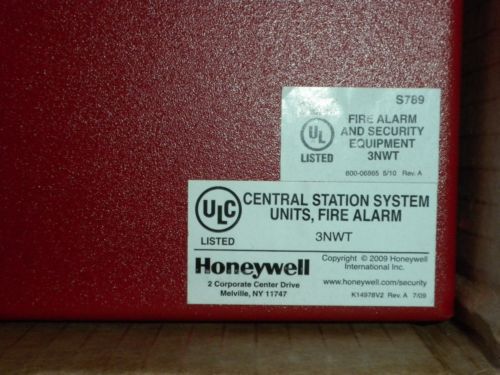 S789
UL
LISTED
FIRE ALARM
AND SECURITY
EQUIPMENT
3NWT
600-06865 5/10 Rev. A
ULC
LISTED
CENTRAL STATION SYSTEM
UNITS, FIRE ALARM
3NWT
Honeywell
2 Corporate Center Drive
Melville, NY 11747
Copyright © 2009 Honeywell
International Inc.
www.honeywell.com/security
K14978V2 Rev. A 7/09